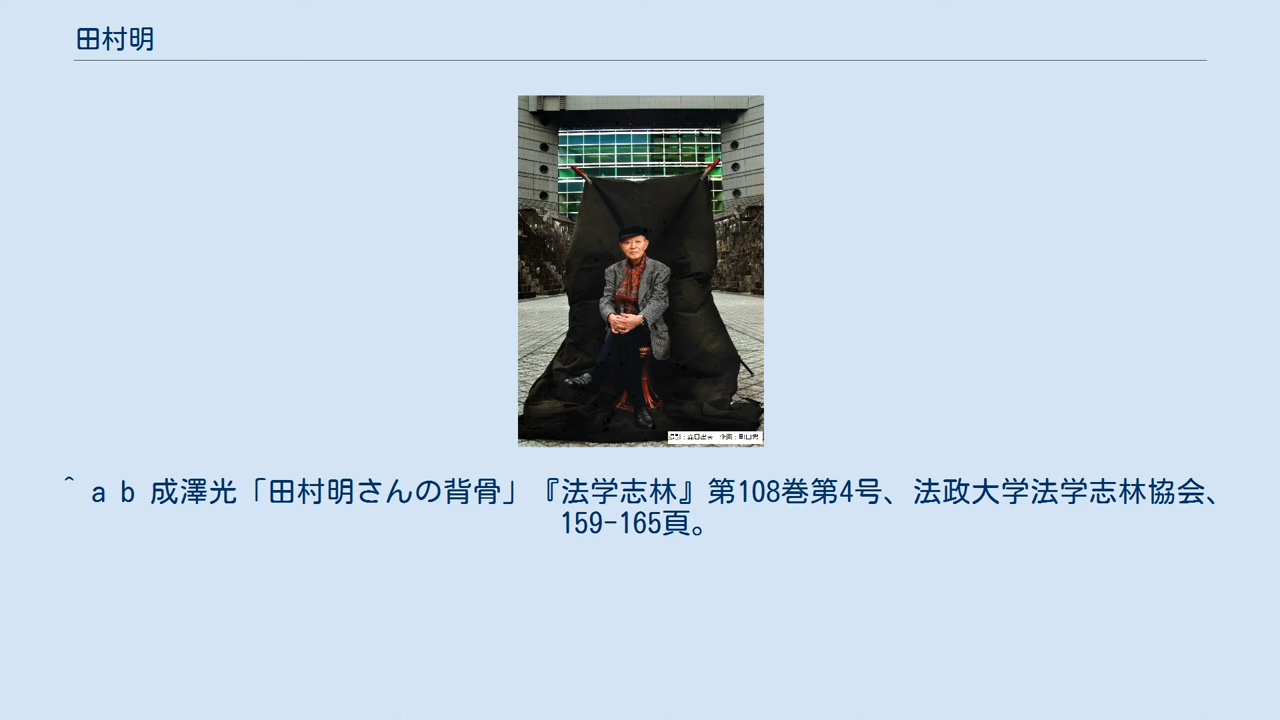 田村明
^ a b 成澤光「田村明さんの背骨」『法学志林』第108巻第4号、法政大学法学志林協会、
159-165頁。